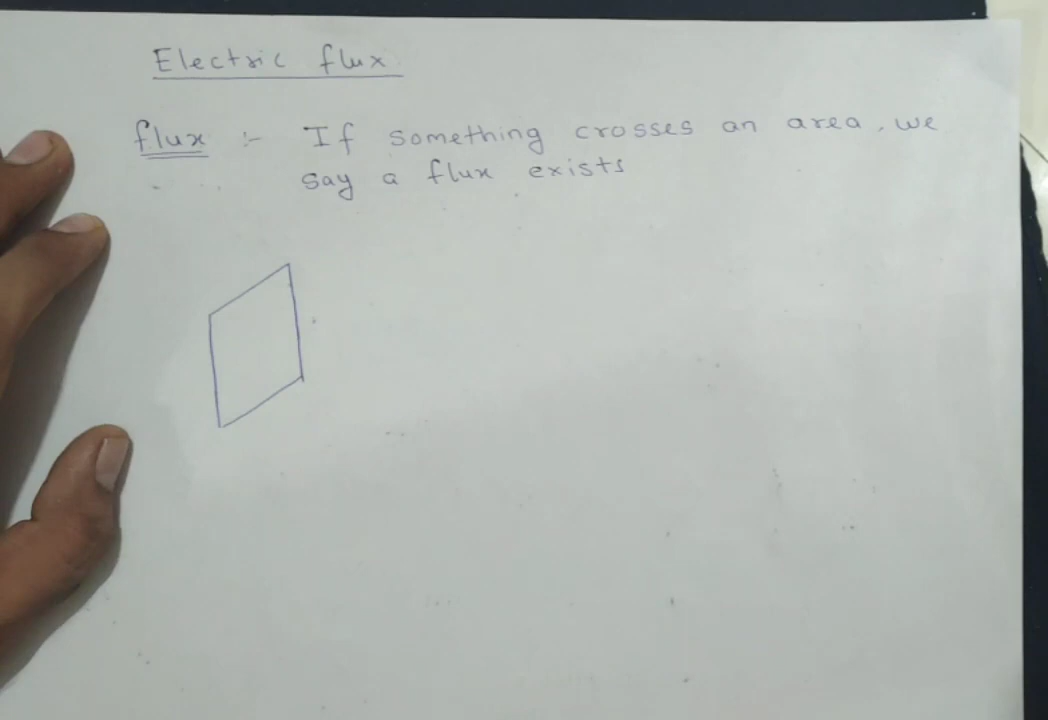 Electric flux
flux :- If something crosses an area, we
say a flux exists